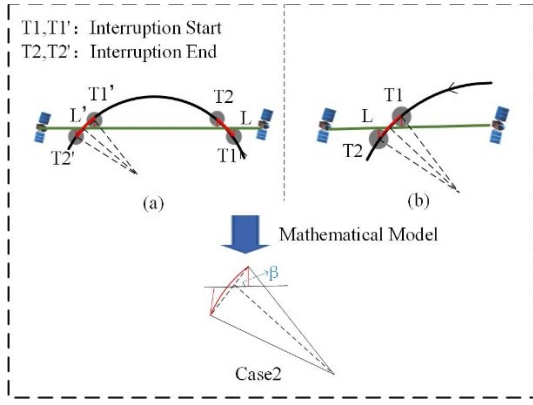 T1,T1'：Interruption Start
T2,T2'：Interruption End
T1'
T2
T1
L'
L
L
T2'
T1
T2
(a)
(b)
Mathematical Model
β
Case2